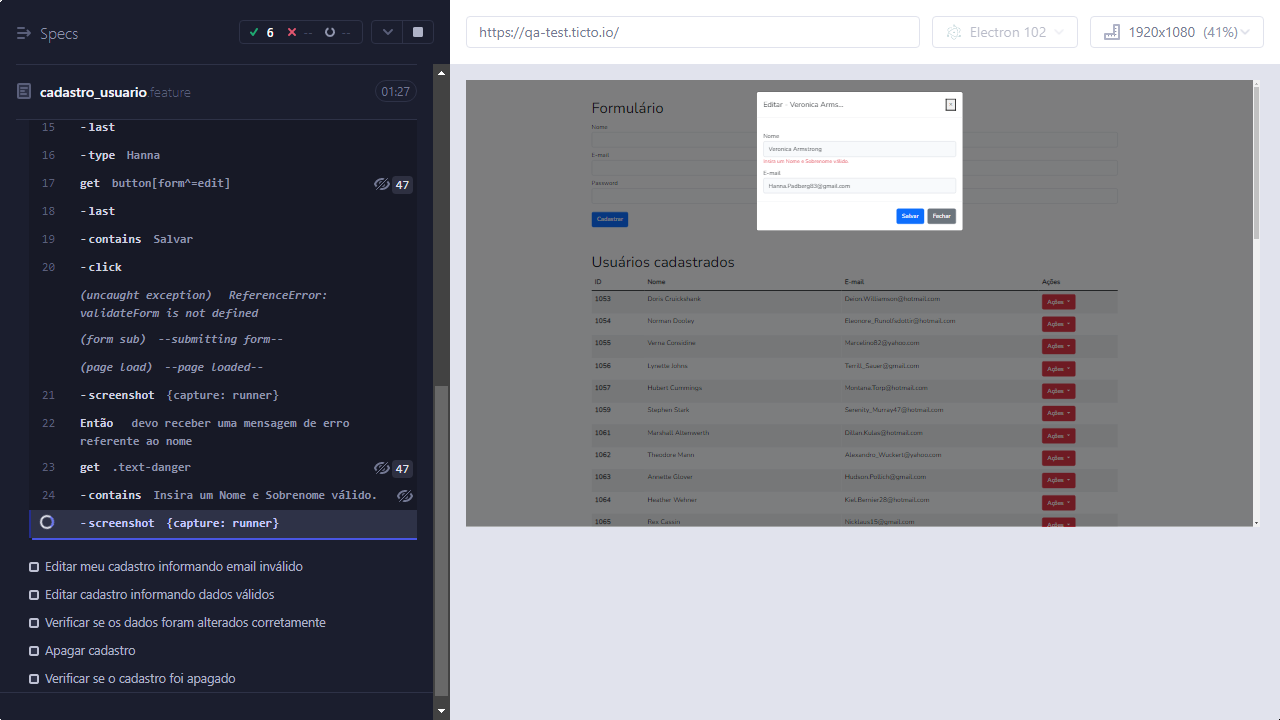 Specs
6
--
--
cadastro_usuario.feature
01:27
15 -last
16 -type Hanna
17 get button[form^=edit] 47
18 -last
19 -contains Salvar
20 -click
(uncaught exception) ReferenceError:
validateForm is not defined
(form sub) --submitting form--
(page load) --page loaded--
21 -screenshot {capture: runner}
22 Então devo receber uma mensagem de erro
referente ao nome
23 get .text-danger 47
24 -contains Insira um Nome e Sobrenome válido.
-screenshot {capture: runner}
Editar meu cadastro informando email inválido
Editar cadastro informando dados válidos
Verificar se os dados foram alterados corretamente
Apagar cadastro
Verificar se o cadastro foi apagado
https://qa-test.ticto.io/
Electron 102
1920x1080 (41%)
Formulário
Nome
E-mail
Password
Cadastrar
Editar - Veronica Arms...
Nome
Veronica Armstrong
Insira um Nome e Sobrenome válido.
E-mail
Hanna.Padberg83@gmail.com
Salvar Fechar
Usuários cadastrados
ID Nome E-mail Ações
1053 Doris Cruickshank Deion.Williamson@hotmail.com Ações
1054 Norman Dooley Eleonore_Runolfsdottir@hotmail.com Ações
1055 Verna Considine Marcelino82@yahoo.com Ações
1056 Lynette Johns Terrill_Sauer@gmail.com Ações
1057 Hubert Cummings Montana.Torp@hotmail.com Ações
1059 Stephen Stark Serenity_Murray47@hotmail.com Ações
1061 Marshall Altenwerth Dillan.Kulas@hotmail.com Ações
1062 Theodore Mann Alexandro_Wuckert@yahoo.com Ações
1063 Annette Glover Hudson.Pollich@gmail.com Ações
1064 Heather Wehner Kiel.Bernier28@hotmail.com Ações
1065 Rex Cassin Nicklaus15@gmail.com Ações